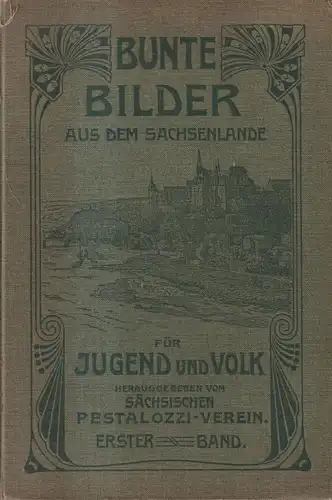 BUNTE
BILDER
AUS DEM SACHSENLANDE
FÜR
JUGEND UND VOLK
HERAUSGEGEBEN VOM
SÄCHSISCHEN
PESTALOZZI-VEREIN.
ERSTER BAND.